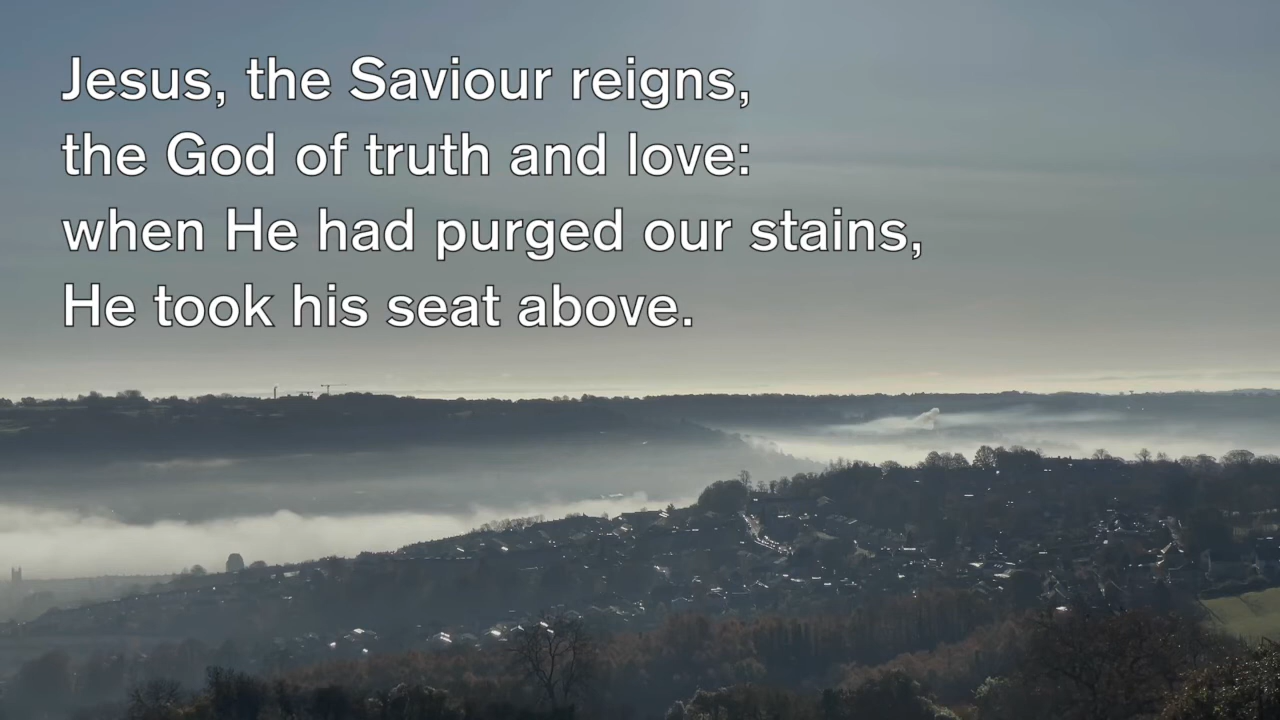 Jesus, the Saviour reigns,
the God of truth and love:
when He had purged our stains,
He took his seat above.